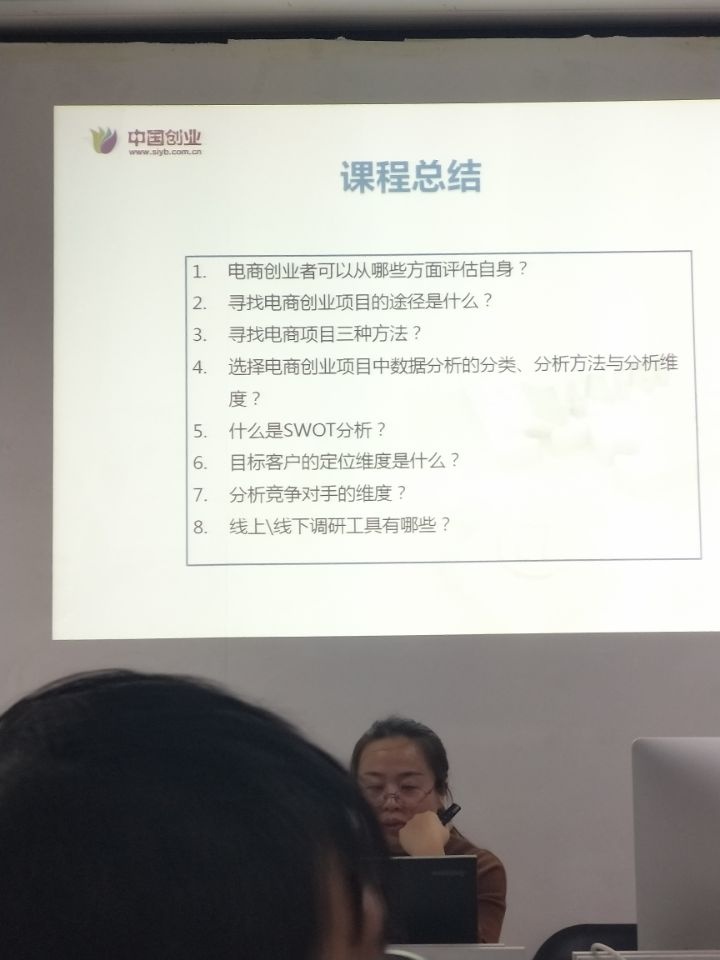 中国创业
www.siyb.com.cn
课程总结
1. 电商创业者可以从哪些方面评估自身？
2. 寻找电商创业项目的途径是什么？
3. 寻找电商项目三种方法？
4. 选择电商创业项目中数据分析的分类、分析方法与分析维
度？
5. 什么是SWOT分析？
6. 目标客户的定位维度是什么？
7. 分析竞争对手的维度？
8. 线上\线下调研工具有哪些？